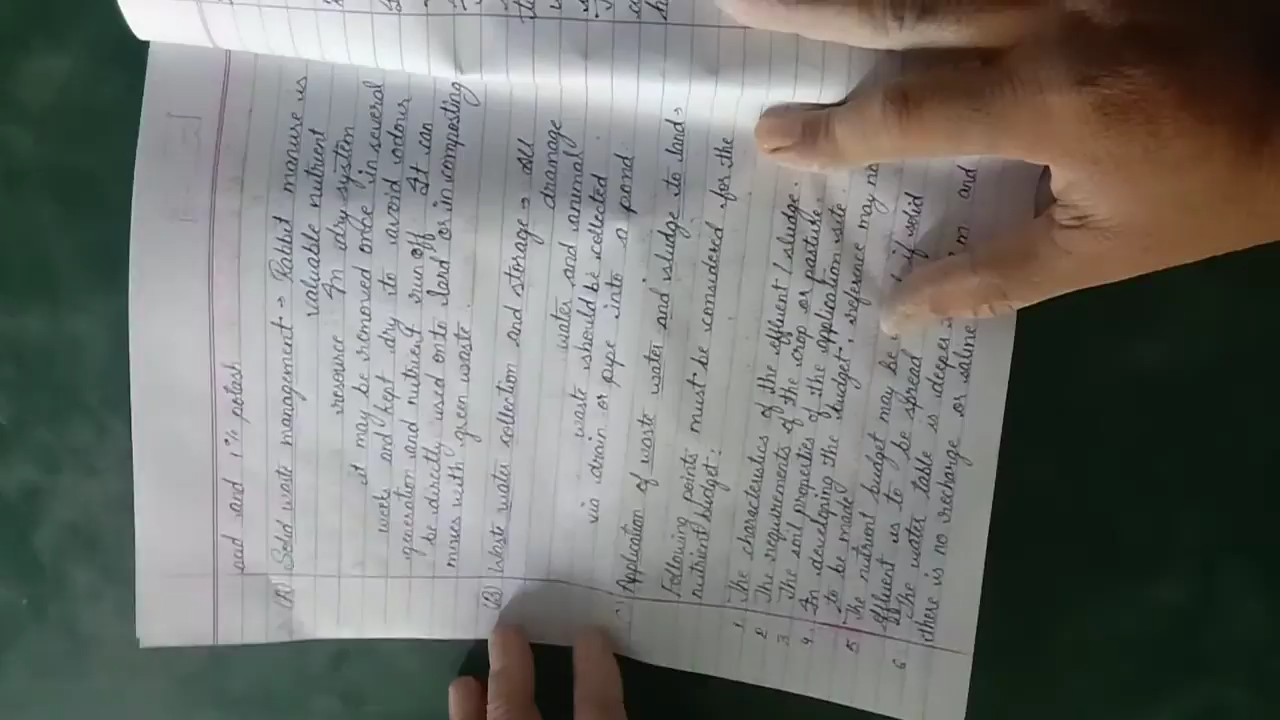 acid and 1% potash
(A) Solid waste management → Rabbit manure is
valuable nutrient
resource. In dry system
it may be removed once in several
week and kept dry to avoid odour
generation and nutrient run off. It can
be directly used onto land or in composting
mixes with green waste.
(B) Waste water collection and storage → All
dranage
water and animal
waste should be collected
via drain or pipe into a pond.
Application of waste water and sludge to land →
Following points must be considered for the
nutrient budget:
1 The characteristics of the effluent / sludge.
2 The requirements of the crop or pasture.
3 The soil properties of the application site.
4. In developing the budget, reference may
to be made
5 The nutrient budget may be if solid
effluent is to be spread
6 The water table is deeper m and
there is no recharge or saline